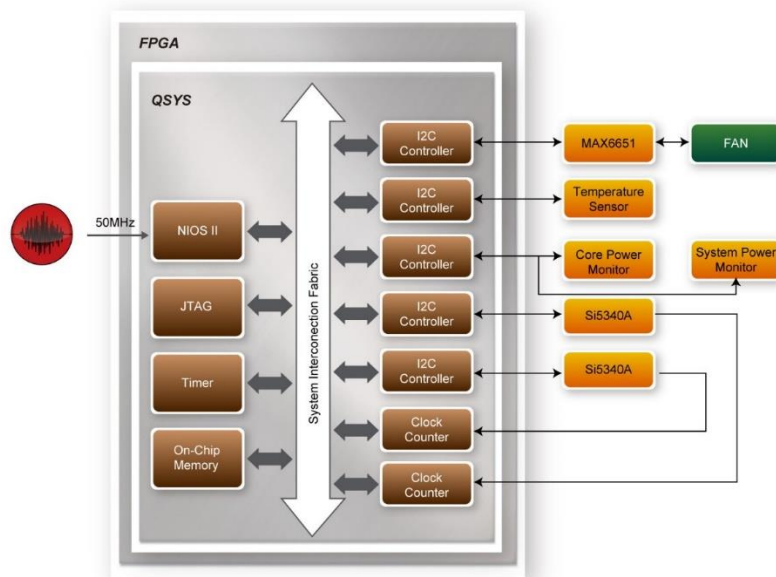 FPGA
QSYS
50MHz
NIOS II
JTAG
Timer
On-Chip
Memory
System Interconection Fabric
I2C
Controller
I2C
Controller
I2C
Controller
I2C
Controller
I2C
Controller
Clock
Counter
Clock
Counter
MAX6651
FAN
Temperature
Sensor
Core Power
Monitor
System Power
Monitor
Si5340A
Si5340A